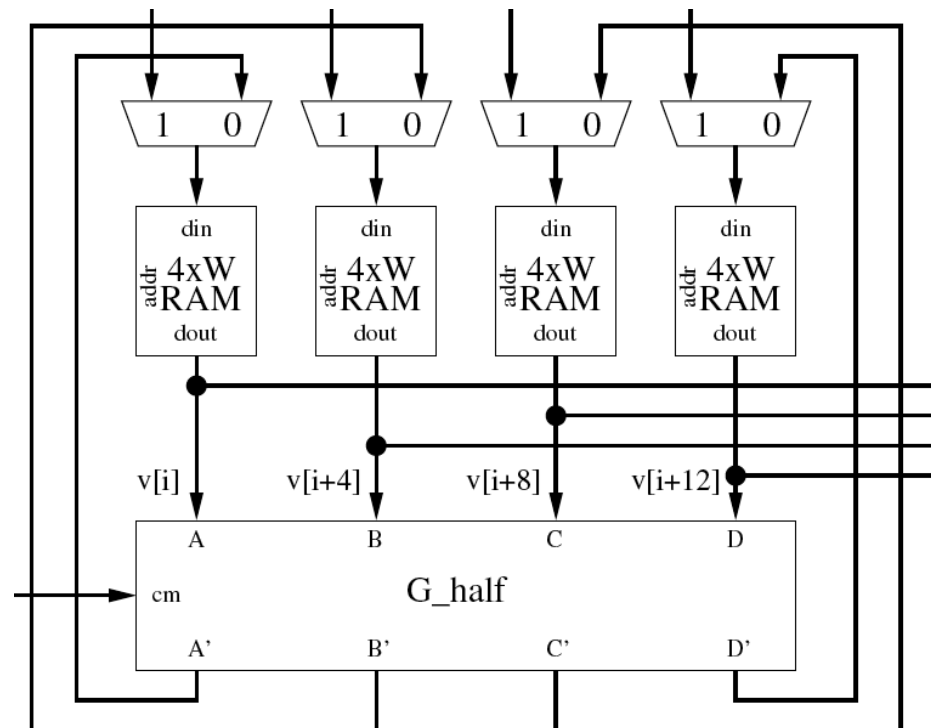 1 0 1 0 1 0 1 0
din din din din
addr 4xW RAM addr 4xW RAM addr 4xW RAM addr 4xW RAM
dout dout dout dout
v[i] v[i+4] v[i+8] v[i+12]
A B C D
cm G_half
A' B' C' D'